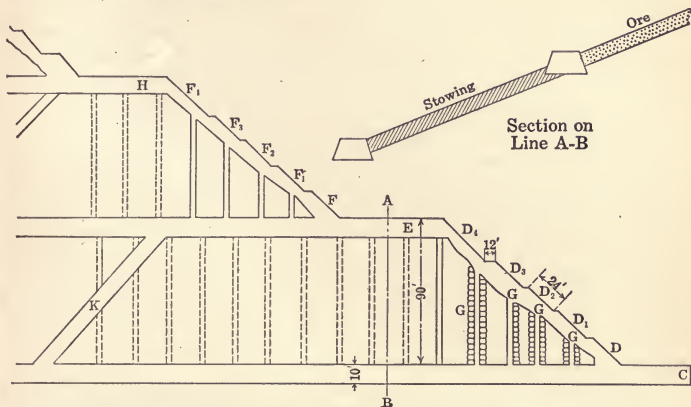 Ore
Stowing
Section on
Line A-B
H
F₁
F₃
F₂
F₁'
F
A
E
D₄
12'
D₃
24'
D₂
D₁
D
G
G
G
G
G
90'
K
10'
C
B